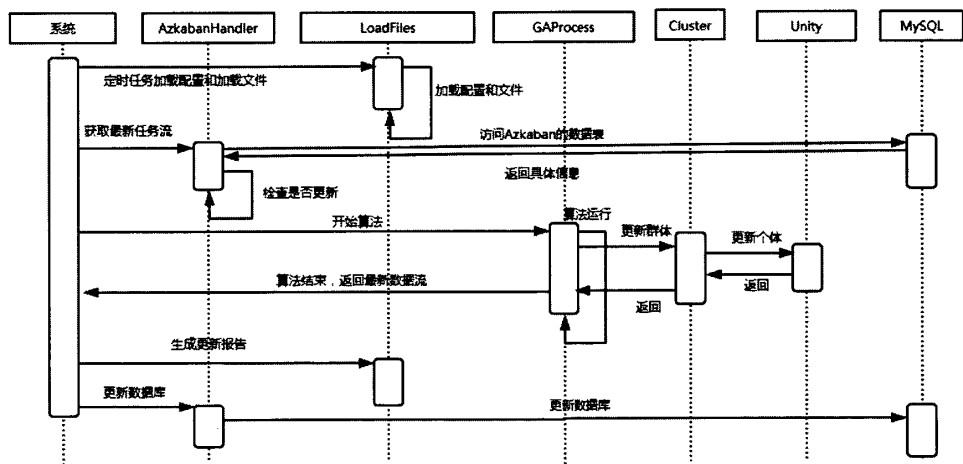 系统
AzkabanHandler
LoadFiles
GAProcess
Cluster
Unity
MySQL
定时任务加载配置和加载文件
加载配置和文件
获取最新任务流
访问Azkaban的数据表
返回具体信息
检查是否更新
开始算法
算法运行
更新群体
更新个体
算法结束，返回最新数据流
返回
返回
生成更新报告
更新数据库
更新数据库